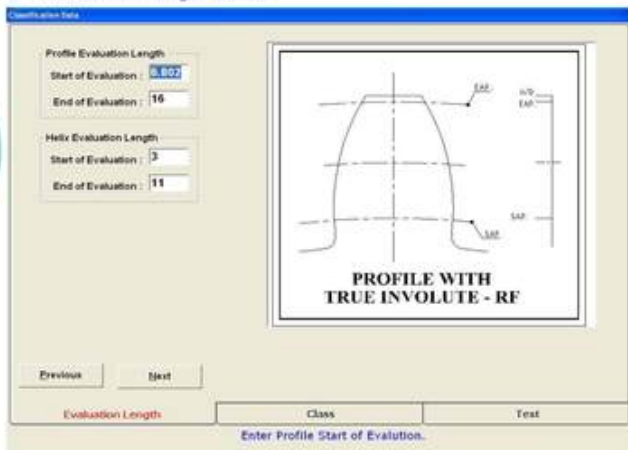 Classification Data
Profile Evaluation Length
Start of Evaluation : 6.802
End of Evaluation : 16
Helix Evaluation Length
Start of Evaluation : 3
End of Evaluation : 11
EAP.
O/D
EAP.
SAP.
SAP.
PROFILE WITH
TRUE INVOLUTE - RF
Previous
Next
Evaluation Length
Class
Text
Enter Profile Start of Evalution.